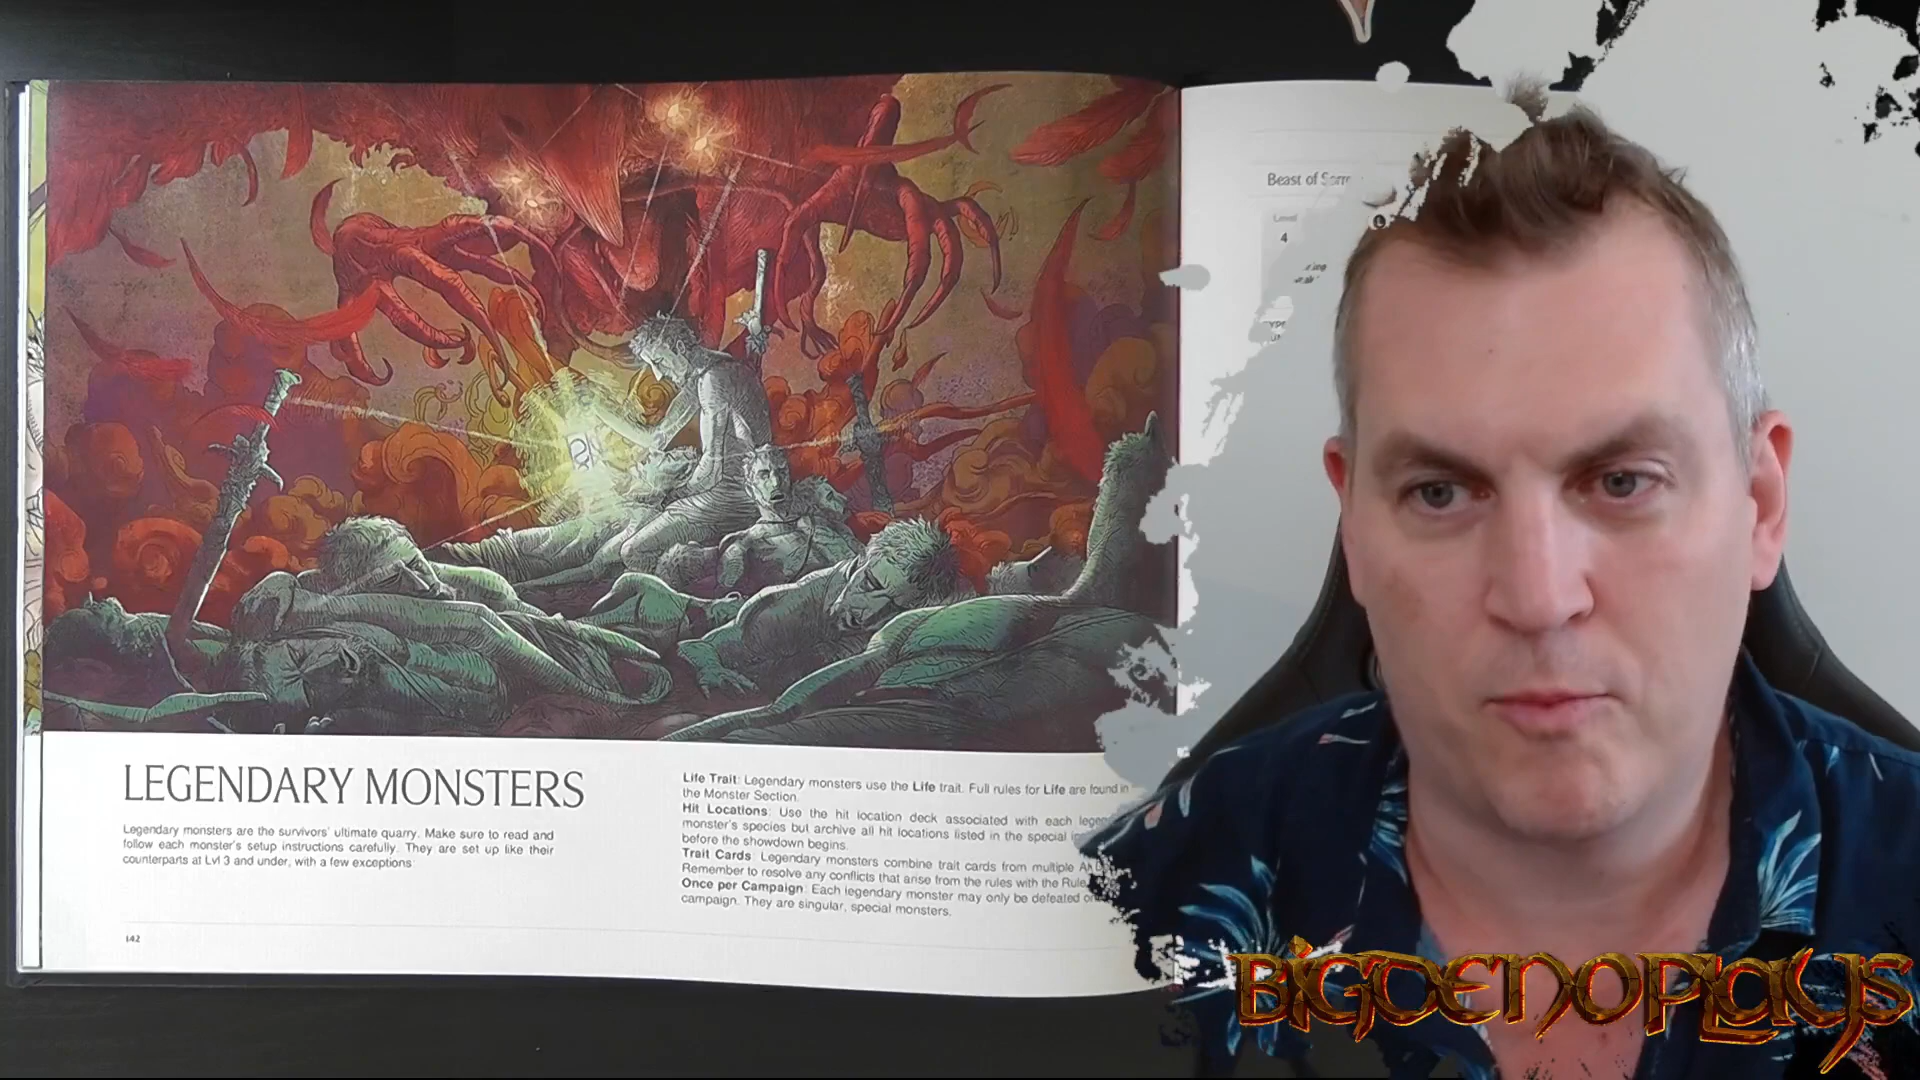 LEGENDARY MONSTERS
Legendary monsters are the survivors' ultimate quarry. Make sure to read and
follow each monster's setup instructions carefully. They are set up like their
counterparts at Lvl 3 and under, with a few exceptions:
142
Life Trait: Legendary monsters use the Life trait. Full rules for Life are found in
the Monster Section.
Hit Locations: Use the hit location deck associated with each
monster's species but archive all hit locations listed in the special
before the showdown begins.
Trait Cards: Legendary monsters combine trait cards from multiple
Remember to resolve any conflicts that arise from the rules with the
Once per Campaign: Each legendary monster may only be defeated
campaign. They are singular, special monsters.
Beast of
Level
4
BIGDENOPLAYS